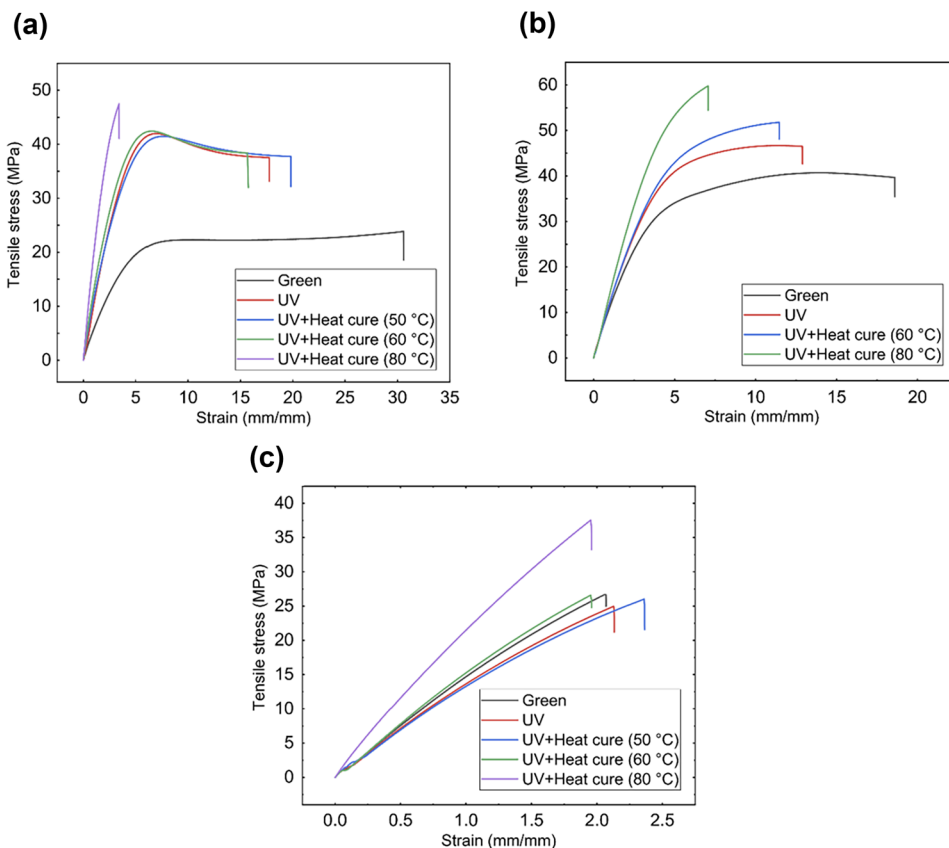 (a)
(b)
50
40
30
20
10
0
Tensile stress (MPa)
Green
UV
UV+Heat cure (50 °C)
UV+Heat cure (60 °C)
UV+Heat cure (80 °C)
0 5 10 15 20 25 30 35
Strain (mm/mm)
60
50
40
30
20
10
0
Tensile stress (MPa)
Green
UV
UV+Heat cure (60 °C)
UV+Heat cure (80 °C)
0 5 10 15 20
Strain (mm/mm)
(c)
40
35
30
25
20
15
10
5
0
Tensile stress (MPa)
Green
UV
UV+Heat cure (50 °C)
UV+Heat cure (60 °C)
UV+Heat cure (80 °C)
0.0 0.5 1.0 1.5 2.0 2.5
Strain (mm/mm)